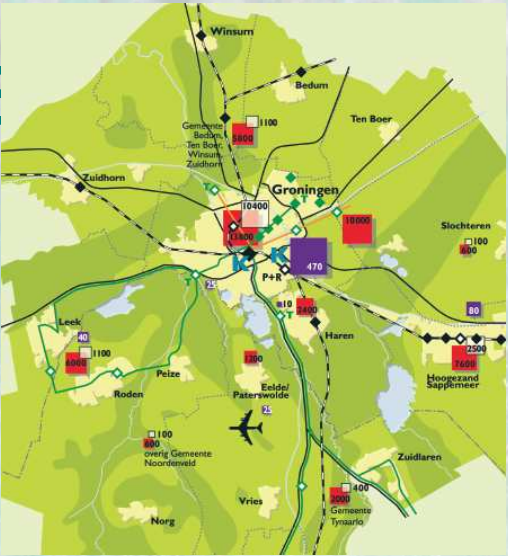 Winsum
Bedum
1100
5800
Gemeente
Bedum,
Ten Boer,
Winsum,
Zuidhorn
Ten Boer
Zuidhorn
T
Groningen
T
10400
13800
10000
Slochteren
100
600
K
K
470
P+R
25
80
10
2400
T
T
Leek
40
1100
6000
Haren
2500
7600
Hoogezand
Sappemeer
Peize
Roden
1200
Eelde/
Paterswolde
25
100
800
overig Gemeente
Noordenveld
Zuidlaren
Vries
400
2000
Gemeente
Tynaarlo
Norg